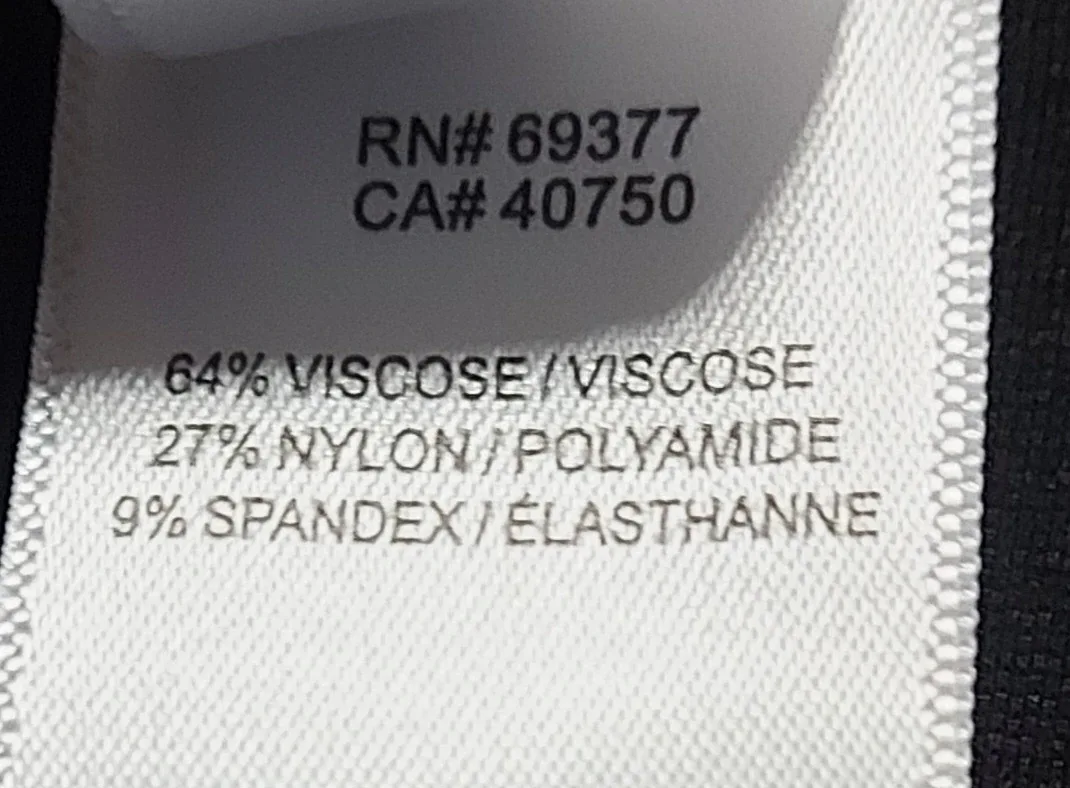 RN# 69377
CA# 40750
64% VISCOSE / VISCOSE
27% NYLON / POLYAMIDE
9% SPANDEX / ÉLASTHANNE